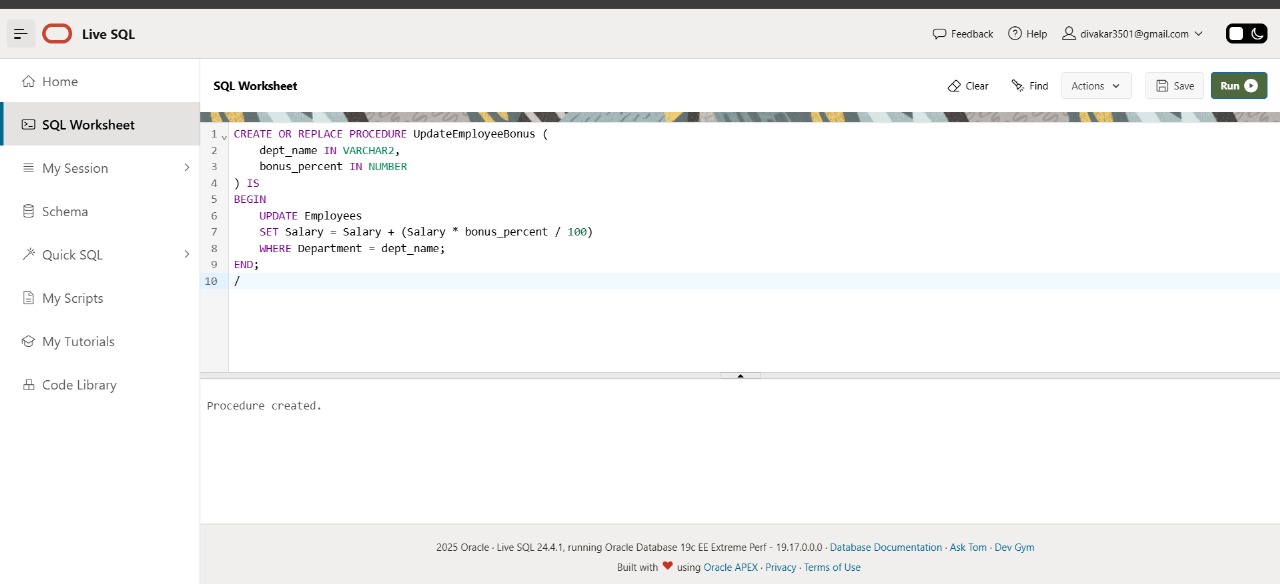 Live SQL
Feedback
Help
divakar3501@gmail.com
Home
SQL Worksheet
My Session
Schema
Quick SQL
My Scripts
My Tutorials
Code Library
SQL Worksheet
Clear
Find
Actions
Save
Run
1 CREATE OR REPLACE PROCEDURE UpdateEmployeeBonus (
2     dept_name IN VARCHAR2,
3     bonus_percent IN NUMBER
4 ) IS
5 BEGIN
6     UPDATE Employees
7     SET Salary = Salary + (Salary * bonus_percent / 100)
8     WHERE Department = dept_name;
9 END;
10 /
Procedure created.
2025 Oracle · Live SQL 24.4.1, running Oracle Database 19c EE Extreme Perf - 19.17.0.0.0 · Database Documentation · Ask Tom · Dev Gym
Built with ❤ using Oracle APEX · Privacy · Terms of Use